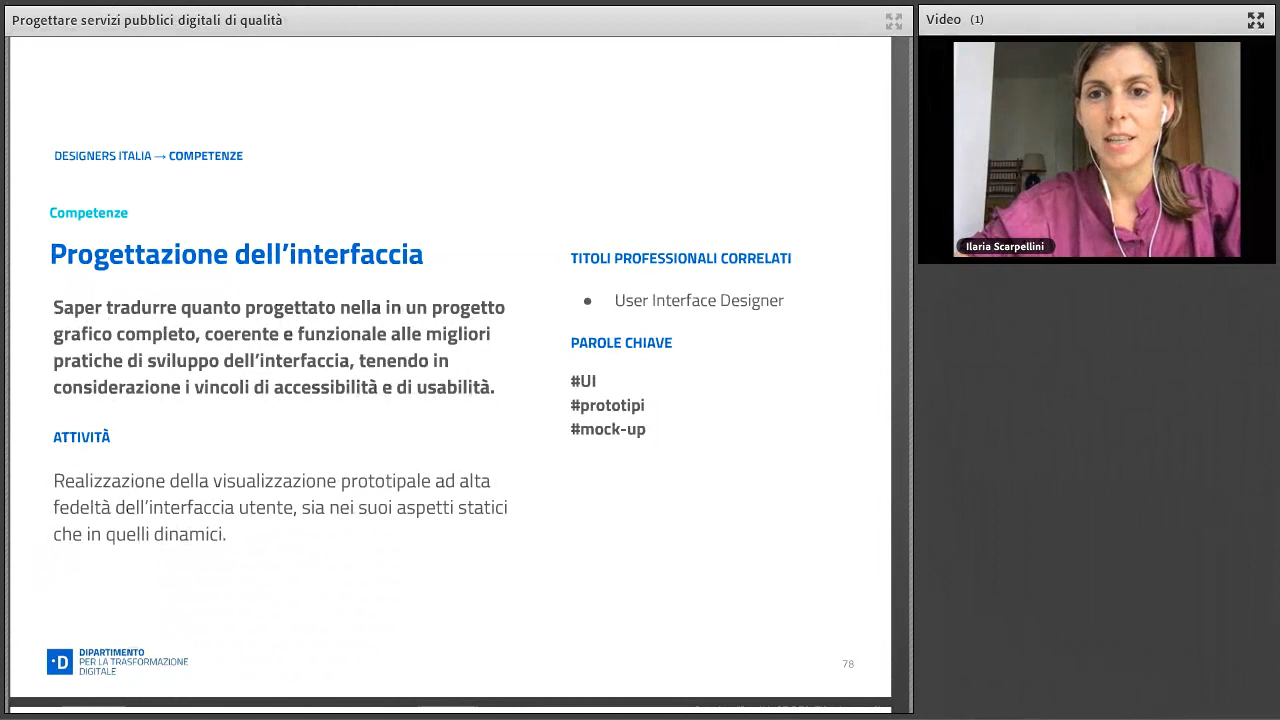 Progettare servizi pubblici digitali di qualità
Video (1)
Ilaria Scarpellini
DESIGNERS ITALIA → COMPETENZE
Competenze
Progettazione dell'interfaccia
Saper tradurre quanto progettato nella in un progetto
grafico completo, coerente e funzionale alle migliori
pratiche di sviluppo dell'interfaccia, tenendo in
considerazione i vincoli di accessibilità e di usabilità.
ATTIVITÀ
Realizzazione della visualizzazione prototipale ad alta
fedeltà dell'interfaccia utente, sia nei suoi aspetti statici
che in quelli dinamici.
TITOLI PROFESSIONALI CORRELATI
● User Interface Designer
PAROLE CHIAVE
#UI
#prototipi
#mock-up
·D
DIPARTIMENTO
PER LA TRASFORMAZIONE
DIGITALE
78